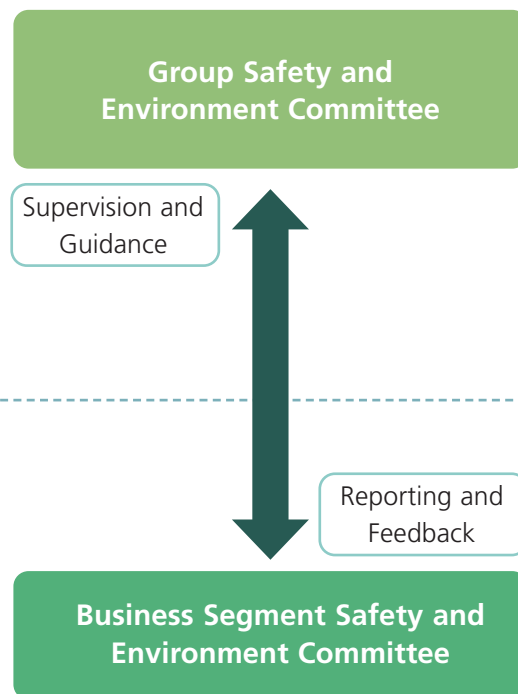 Group Safety and
Environment Committee
Supervision and
Guidance
Reporting and
Feedback
Business Segment Safety and
Environment Committee